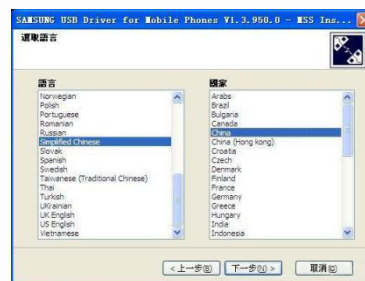 SAMSUNG USB Driver for Mobile Phones V1.3.950.0 - MSS Ins...
選取語言
語言
Norwegian
Polish
Portuguese
Romanian
Russian
Simplified Chinese
Slovak
Spanish
Swedish
Taiwanese (Traditional Chinese)
Thai
Turkish
Ukrainian
UK English
US English
Vietnamese
國家
Arabs
Brazil
Bulgaria
Canada
China
China (Hong kong)
Croatia
Czech
Denmark
Finland
France
Germany
Greece
Hungary
India
Indonesia
<上一步(B) 下一步(N)> 取消(C)